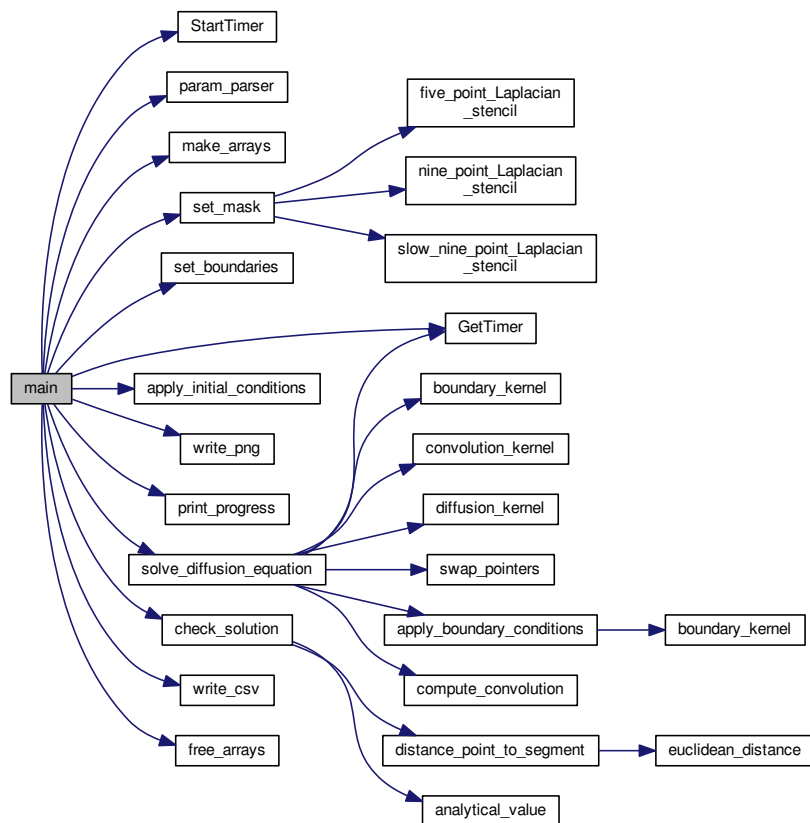 StartTimer
param_parser
five_point_Laplacian
_stencil
make_arrays
nine_point_Laplacian
_stencil
set_mask
slow_nine_point_Laplacian
_stencil
set_boundaries
GetTimer
main
apply_initial_conditions
boundary_kernel
write_png
convolution_kernel
print_progress
diffusion_kernel
solve_diffusion_equation
swap_pointers
check_solution
apply_boundary_conditions
boundary_kernel
write_csv
compute_convolution
free_arrays
distance_point_to_segment
euclidean_distance
analytical_value